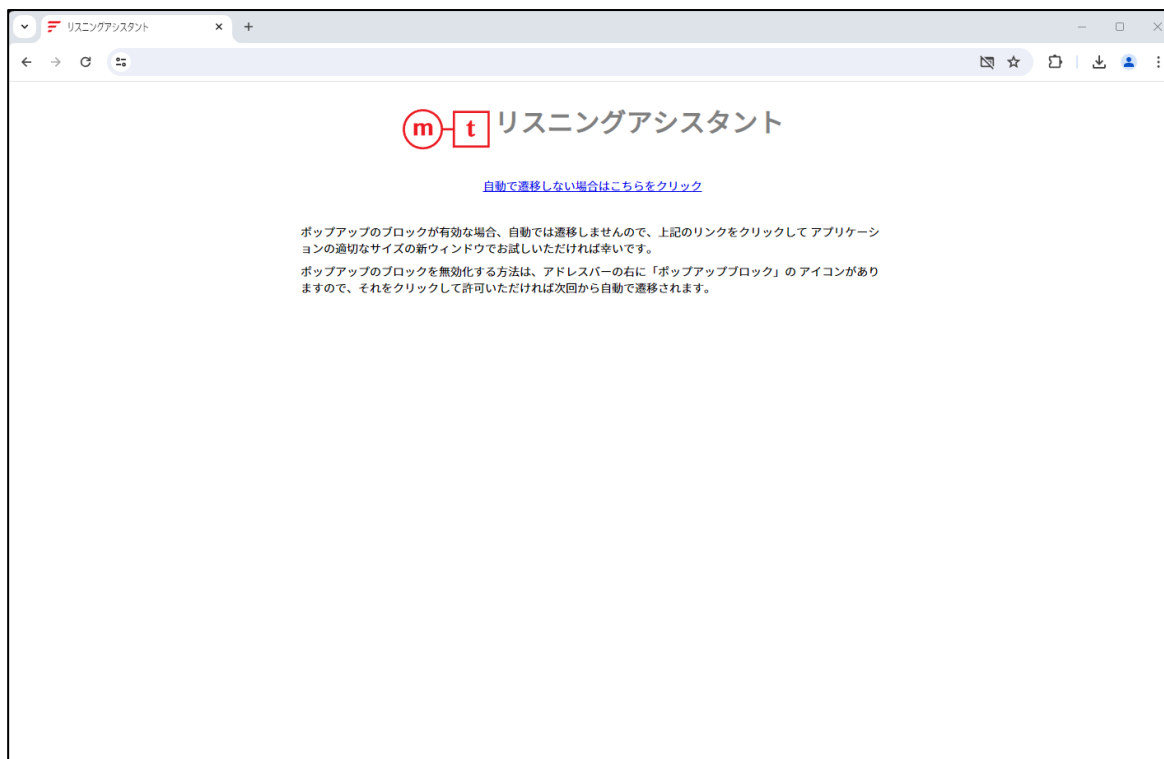 リスニングアシスタント
m t リスニングアシスタント
自動で遷移しない場合はこちらをクリック
ポップアップのブロックが有効な場合、自動では遷移しませんので、上記のリンクをクリックして アプリケーシ
ョンの適切なサイズの新ウィンドウでお試しいただければ幸いです。
ポップアップのブロックを無効化する方法は、アドレスバーの右に「ポップアップブロック」の アイコンがあり
ますので、それをクリックして許可いただければ次回から自動で遷移されます。